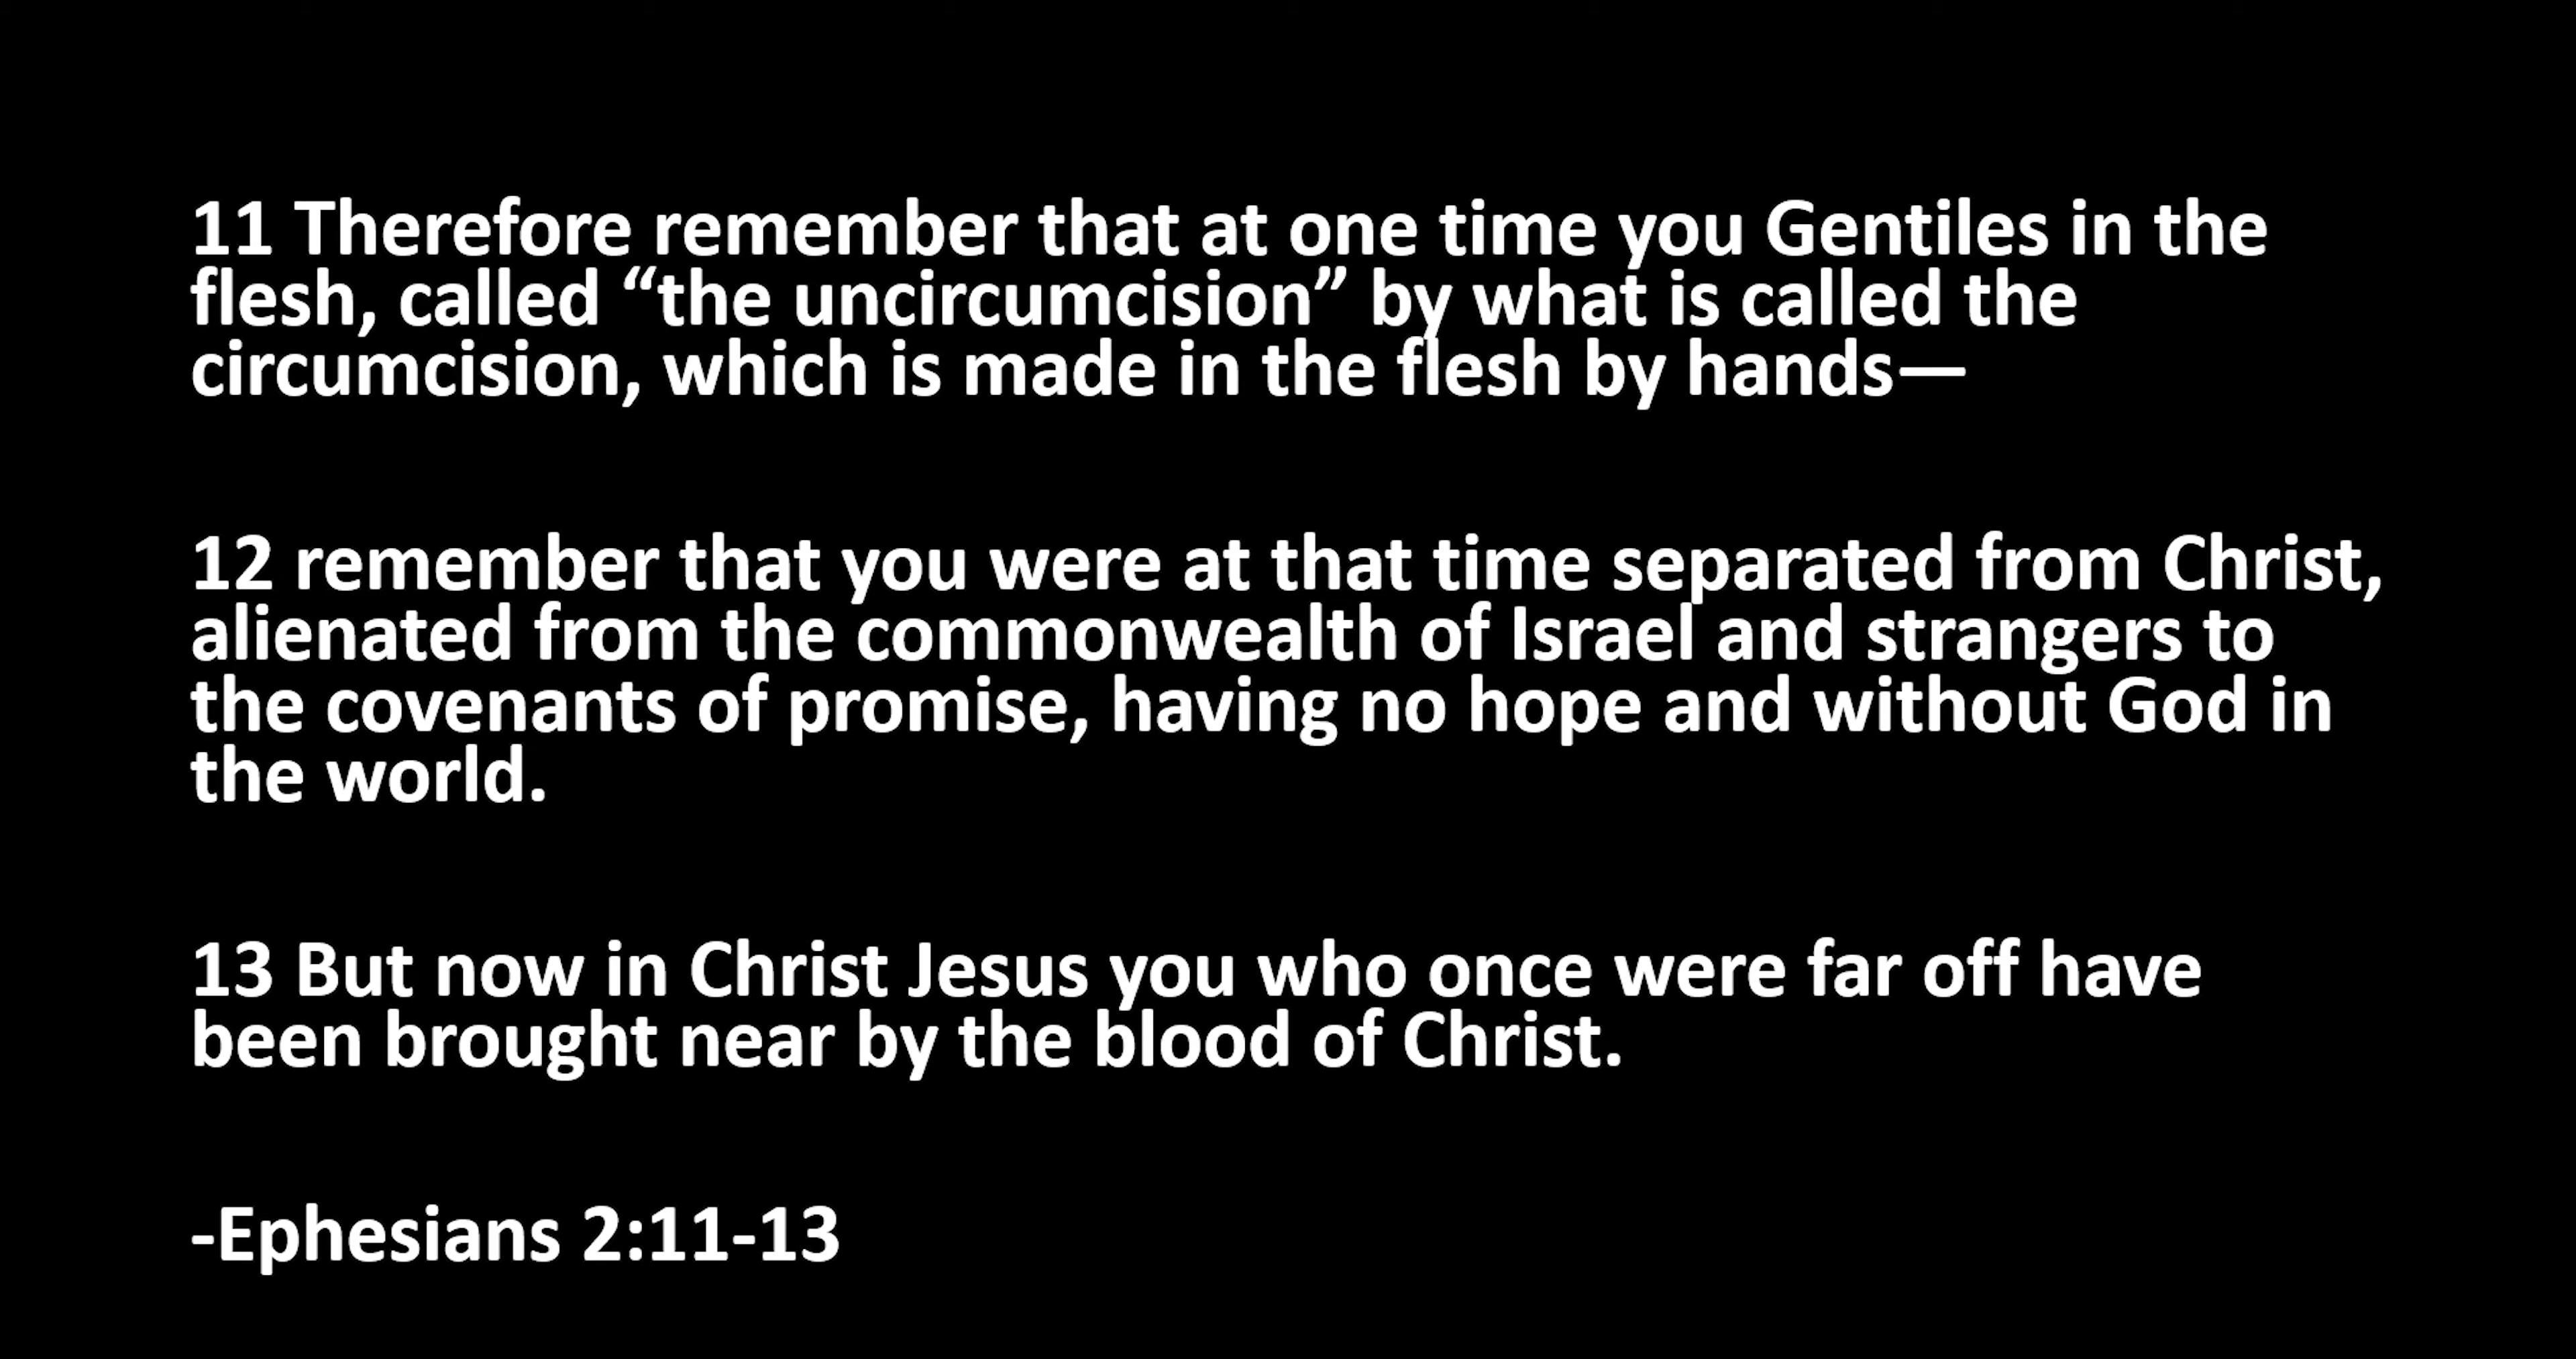 11 Therefore remember that at one time you Gentiles in the
flesh, called “the uncircumcision” by what is called the
circumcision, which is made in the flesh by hands—
12 remember that you were at that time separated from Christ,
alienated from the commonwealth of Israel and strangers to
the covenants of promise, having no hope and without God in
the world.
13 But now in Christ Jesus you who once were far off have
been brought near by the blood of Christ.
-Ephesians 2:11-13